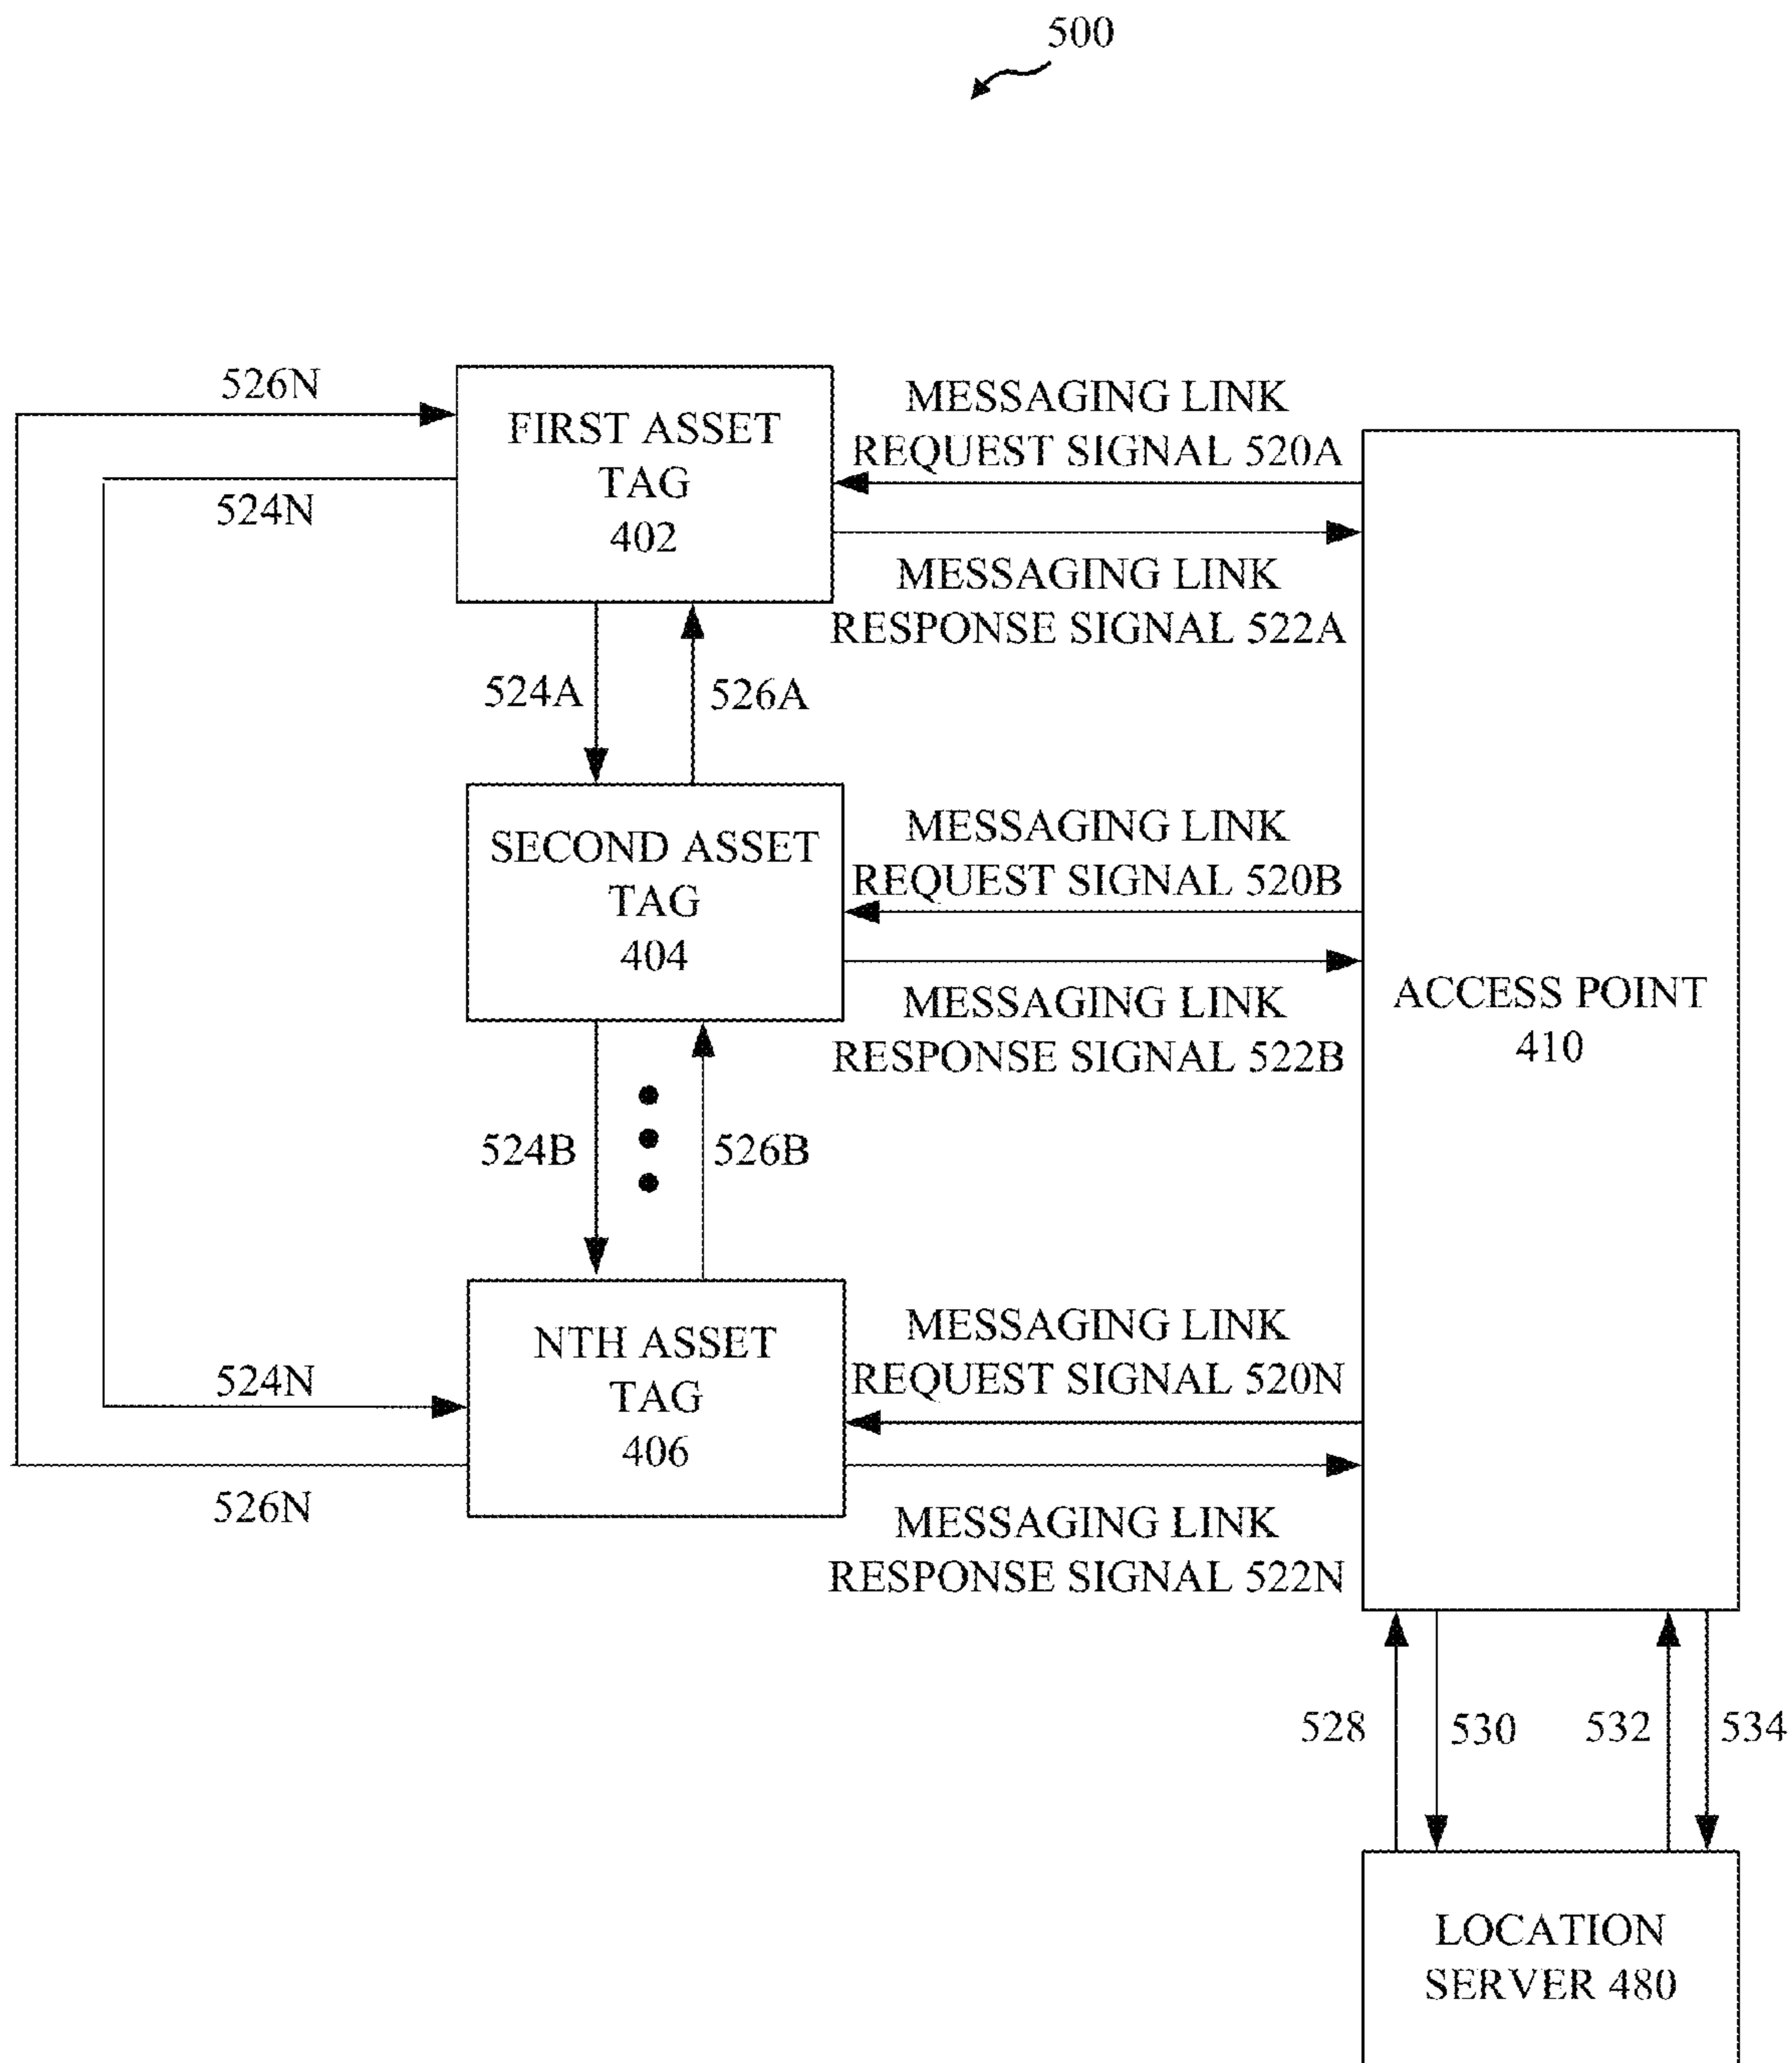 500
526N
524N
FIRST ASSET
TAG
402
MESSAGING LINK
REQUEST SIGNAL 520A
MESSAGING LINK
RESPONSE SIGNAL 522A
524A
526A
SECOND ASSET
TAG
404
MESSAGING LINK
REQUEST SIGNAL 520B
MESSAGING LINK
RESPONSE SIGNAL 522B
ACCESS POINT
410
524B
526B
NTH ASSET
TAG
406
524N
526N
MESSAGING LINK
REQUEST SIGNAL 520N
MESSAGING LINK
RESPONSE SIGNAL 522N
528
530
532
534
LOCATION
SERVER 480